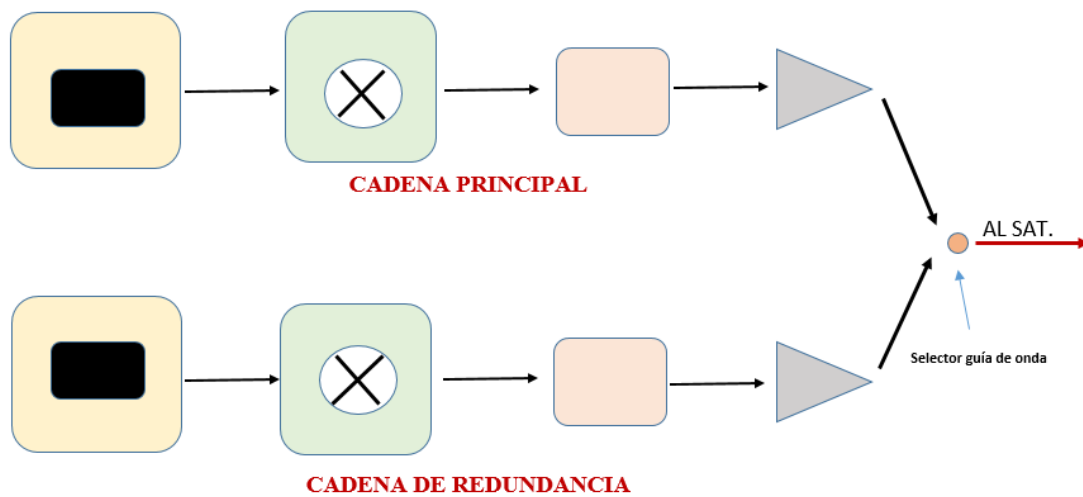 CADENA PRINCIPAL
AL SAT.
Selector guía de onda
CADENA DE REDUNDANCIA